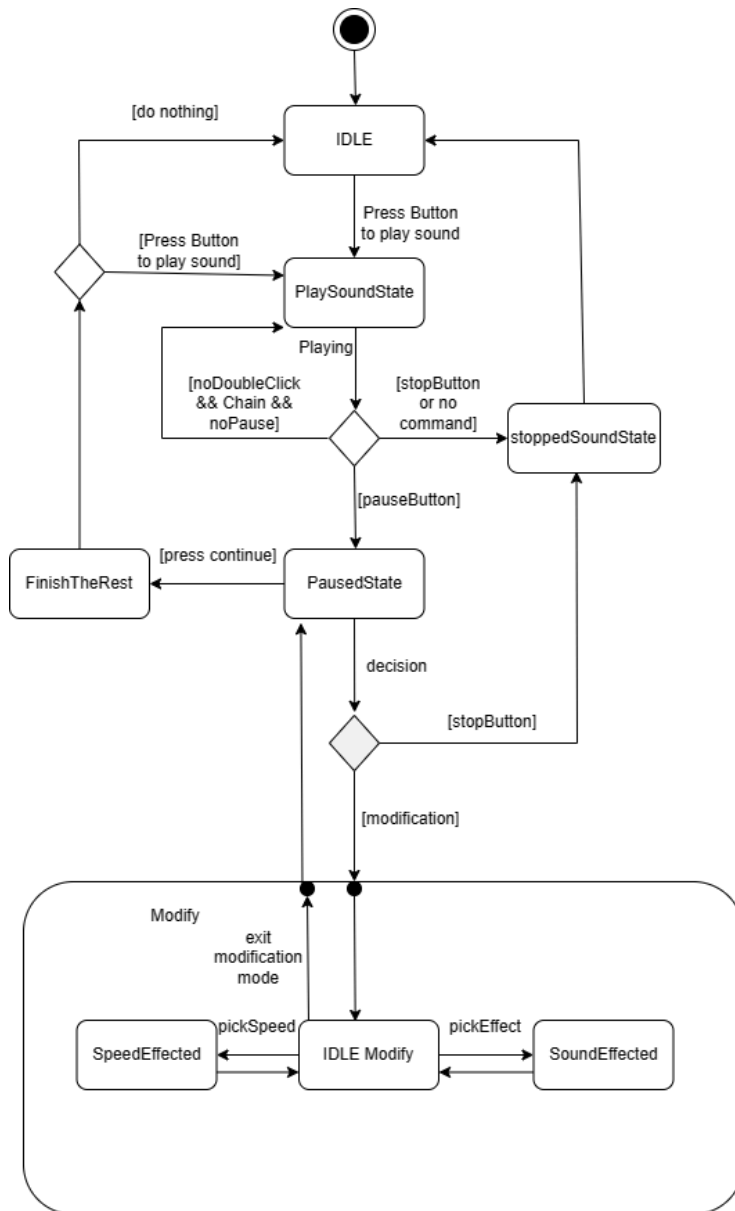 [do nothing]
IDLE
Press Button
to play sound
[Press Button
to play sound]
PlaySoundState
Playing
[noDoubleClick
&& Chain &&
noPause]
[stopButton
or no
command]
stoppedSoundState
[pauseButton]
FinishTheRest
[press continue]
PausedState
decision
[stopButton]
[modification]
Modify
exit
modification
mode
SpeedEffected
pickSpeed
IDLE Modify
pickEffect
SoundEffected